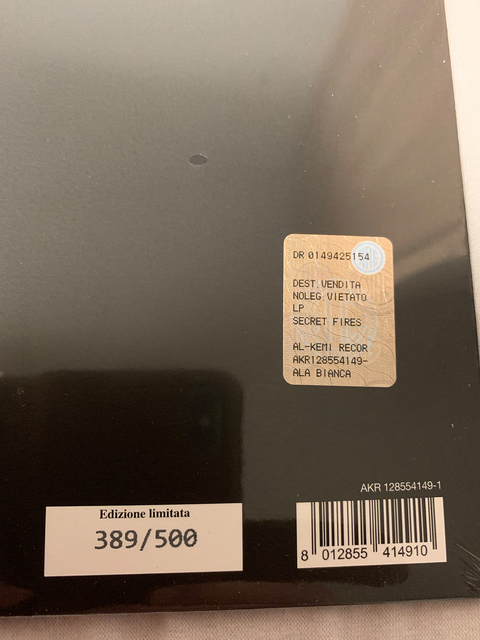 DR 0149425154
DEST.VENDITA
NOLEG.VIETATO
LP
SECRET FIRES
AL-KEMI RECOR
AKR128554149-
ALA BIANCA
AKR 128554149-1
Edizione limitata
389/500
8 012855 414910